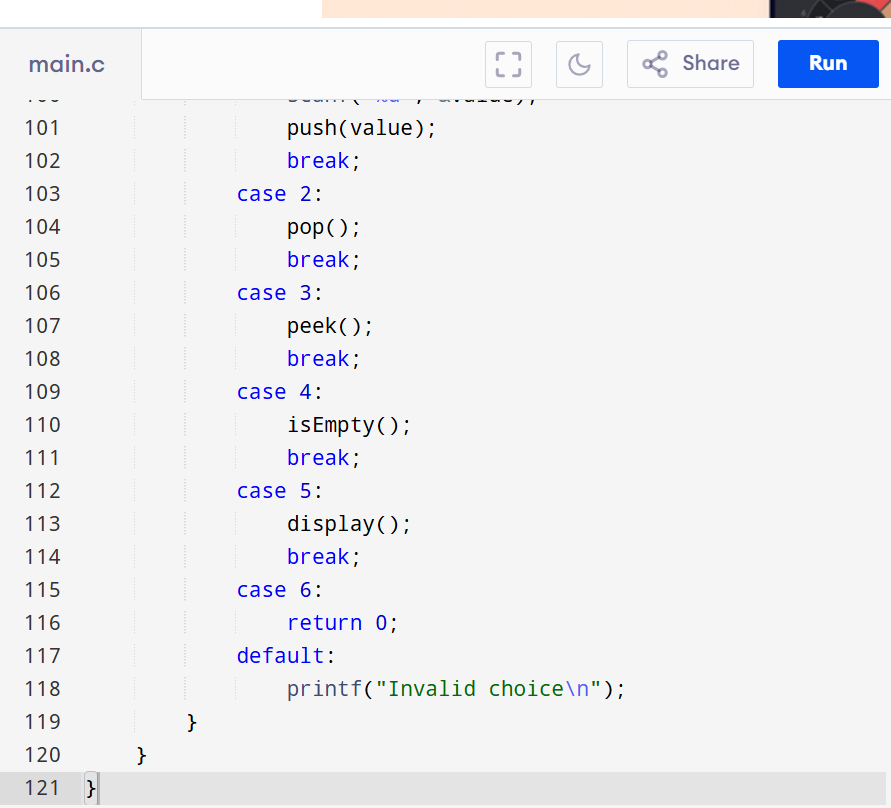 main.c Share Run
101 push(value);
102 break;
103 case 2:
104 pop();
105 break;
106 case 3:
107 peek();
108 break;
109 case 4:
110 isEmpty();
111 break;
112 case 5:
113 display();
114 break;
115 case 6:
116 return 0;
117 default:
118 printf("Invalid choice\n");
119 }
120 }
121 }